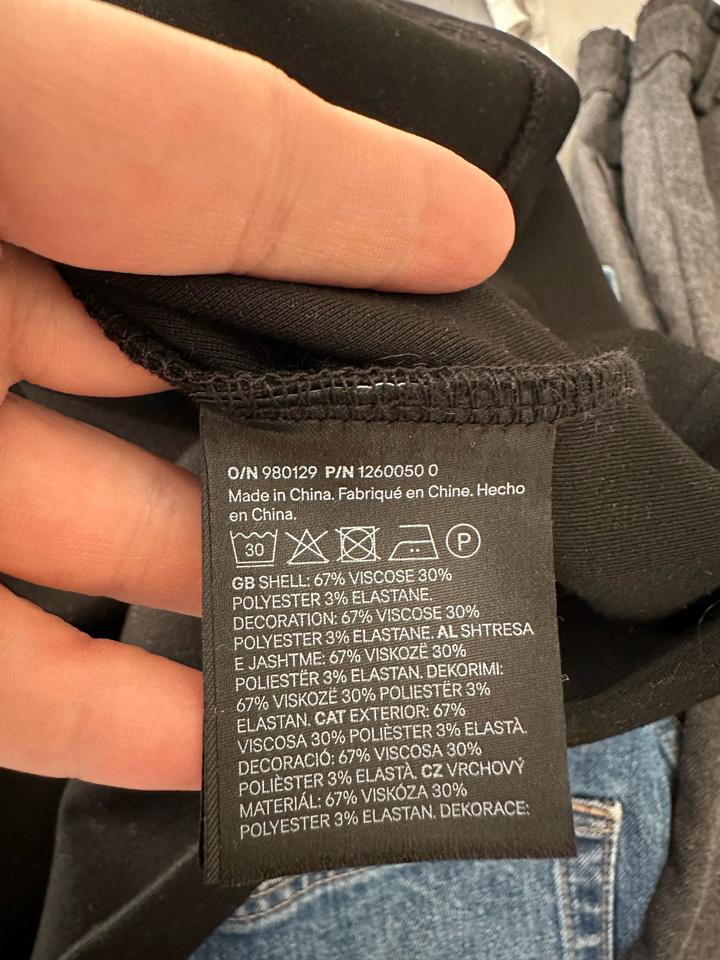 O/N 980129 P/N 1260050 0
Made in China. Fabriqué en Chine. Hecho
en China.
30 P
GB SHELL: 67% VISCOSE 30%
POLYESTER 3% ELASTANE.
DECORATION: 67% VISCOSE 30%
POLYESTER 3% ELASTANE. AL SHTRESA
E JASHTME: 67% VISKOZË 30%
POLIESTËR 3% ELASTAN. DEKORIMI:
67% VISKOZË 30% POLIESTËR 3%
ELASTAN. CAT EXTERIOR: 67%
VISCOSA 30% POLIÈSTER 3% ELASTÀ.
DECORACIÓ: 67% VISCOSA 30%
POLIÈSTER 3% ELASTÀ. CZ VRCHOVÝ
MATERIÁL: 67% VISKÓZA 30%
POLYESTER 3% ELASTAN. DEKORACE: